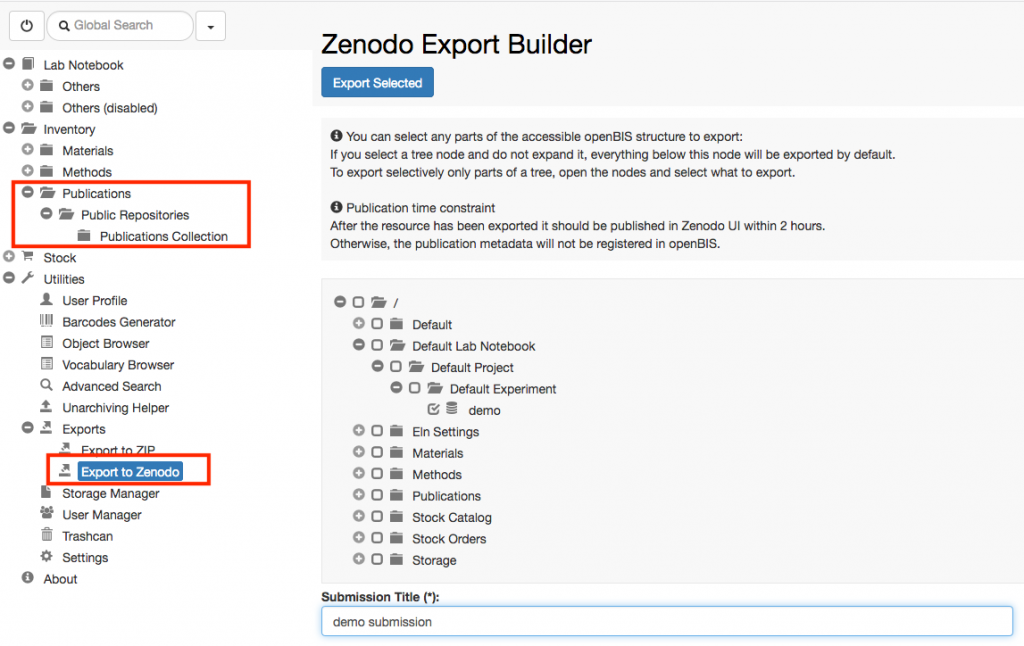 Global Search
Lab Notebook
Others
Others (disabled)
Inventory
Materials
Methods
Publications
Public Repositories
Publications Collection
Stock
Utilities
User Profile
Barcodes Generator
Object Browser
Vocabulary Browser
Advanced Search
Unarchiving Helper
Exports
Export to ZIP
Export to Zenodo
Storage Manager
User Manager
Trashcan
Settings
About
Zenodo Export Builder
Export Selected
You can select any parts of the accessible openBIS structure to export:
If you select a tree node and do not expand it, everything below this node will be exported by default.
To export selectively only parts of a tree, open the nodes and select what to export.
Publication time constraint
After the resource has been exported it should be published in Zenodo UI within 2 hours.
Otherwise, the publication metadata will not be registered in openBIS.
/
Default
Default Lab Notebook
Default Project
Default Experiment
demo
Eln Settings
Materials
Methods
Publications
Stock Catalog
Stock Orders
Storage
Submission Title (*):
demo submission